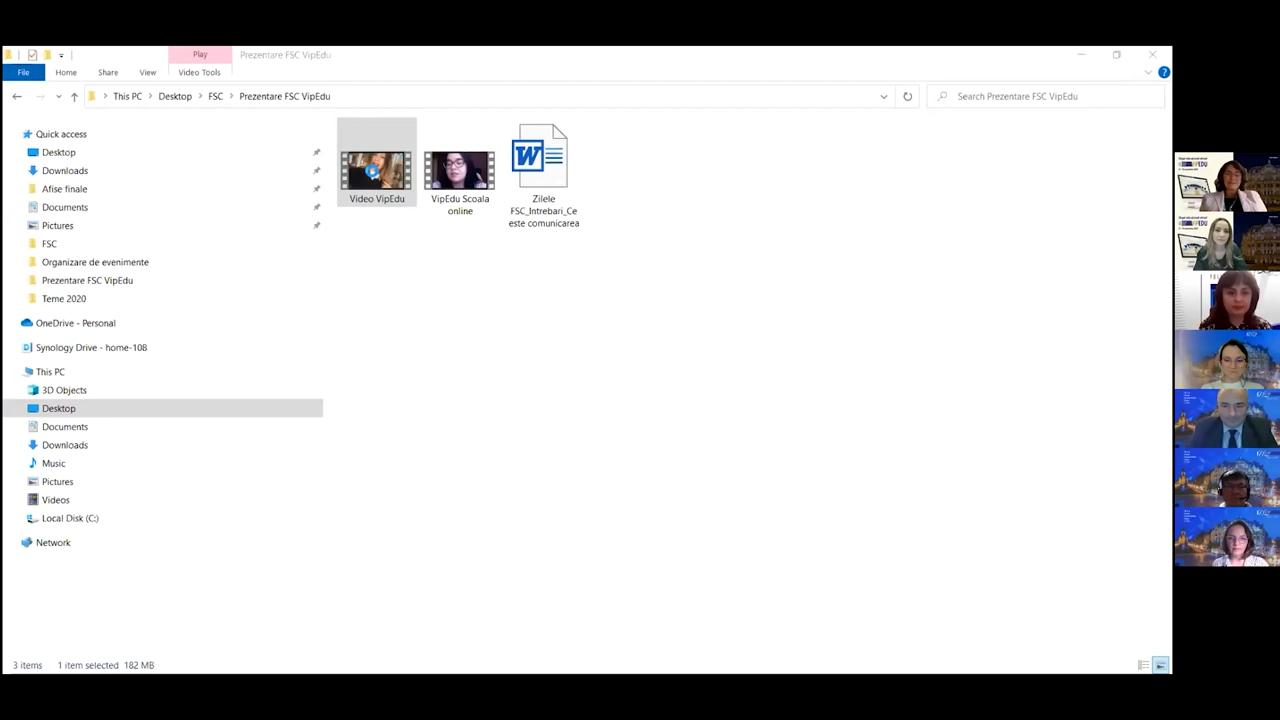 Play
Prezentare FSC VipEdu
File
Home
Share
View
Video Tools
This PC
Desktop
FSC
Prezentare FSC VipEdu
Search Prezentare FSC VipEdu
Quick access
Desktop
Downloads
Afise finale
Documents
Pictures
FSC
Organizare de evenimente
Prezentare FSC VipEdu
Teme 2020
OneDrive - Personal
Synology Drive - home-108
This PC
3D Objects
Desktop
Documents
Downloads
Music
Pictures
Videos
Local Disk (C:)
Network
Video VipEdu
VipEdu Scoala
online
Zilele
FSC_Intrebari_Ce
este comunicarea
3 items
1 item selected
182 MB